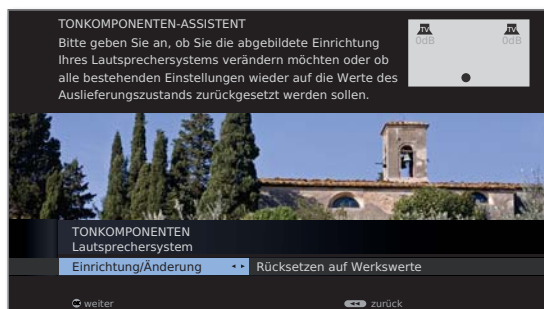 TONKOMPONENTEN-ASSISTENT
Bitte geben Sie an, ob Sie die abgebildete Einrichtung
Ihres Lautsprechersystems verändern möchten oder ob
alle bestehenden Einstellungen wieder auf die Werte des
Auslieferungszustands zurückgesetzt werden sollen.
TV TV
0dB 0dB
TONKOMPONENTEN
Lautsprechersystem
Einrichtung/Änderung Rücksetzen auf Werkswerte
OK weiter zurück